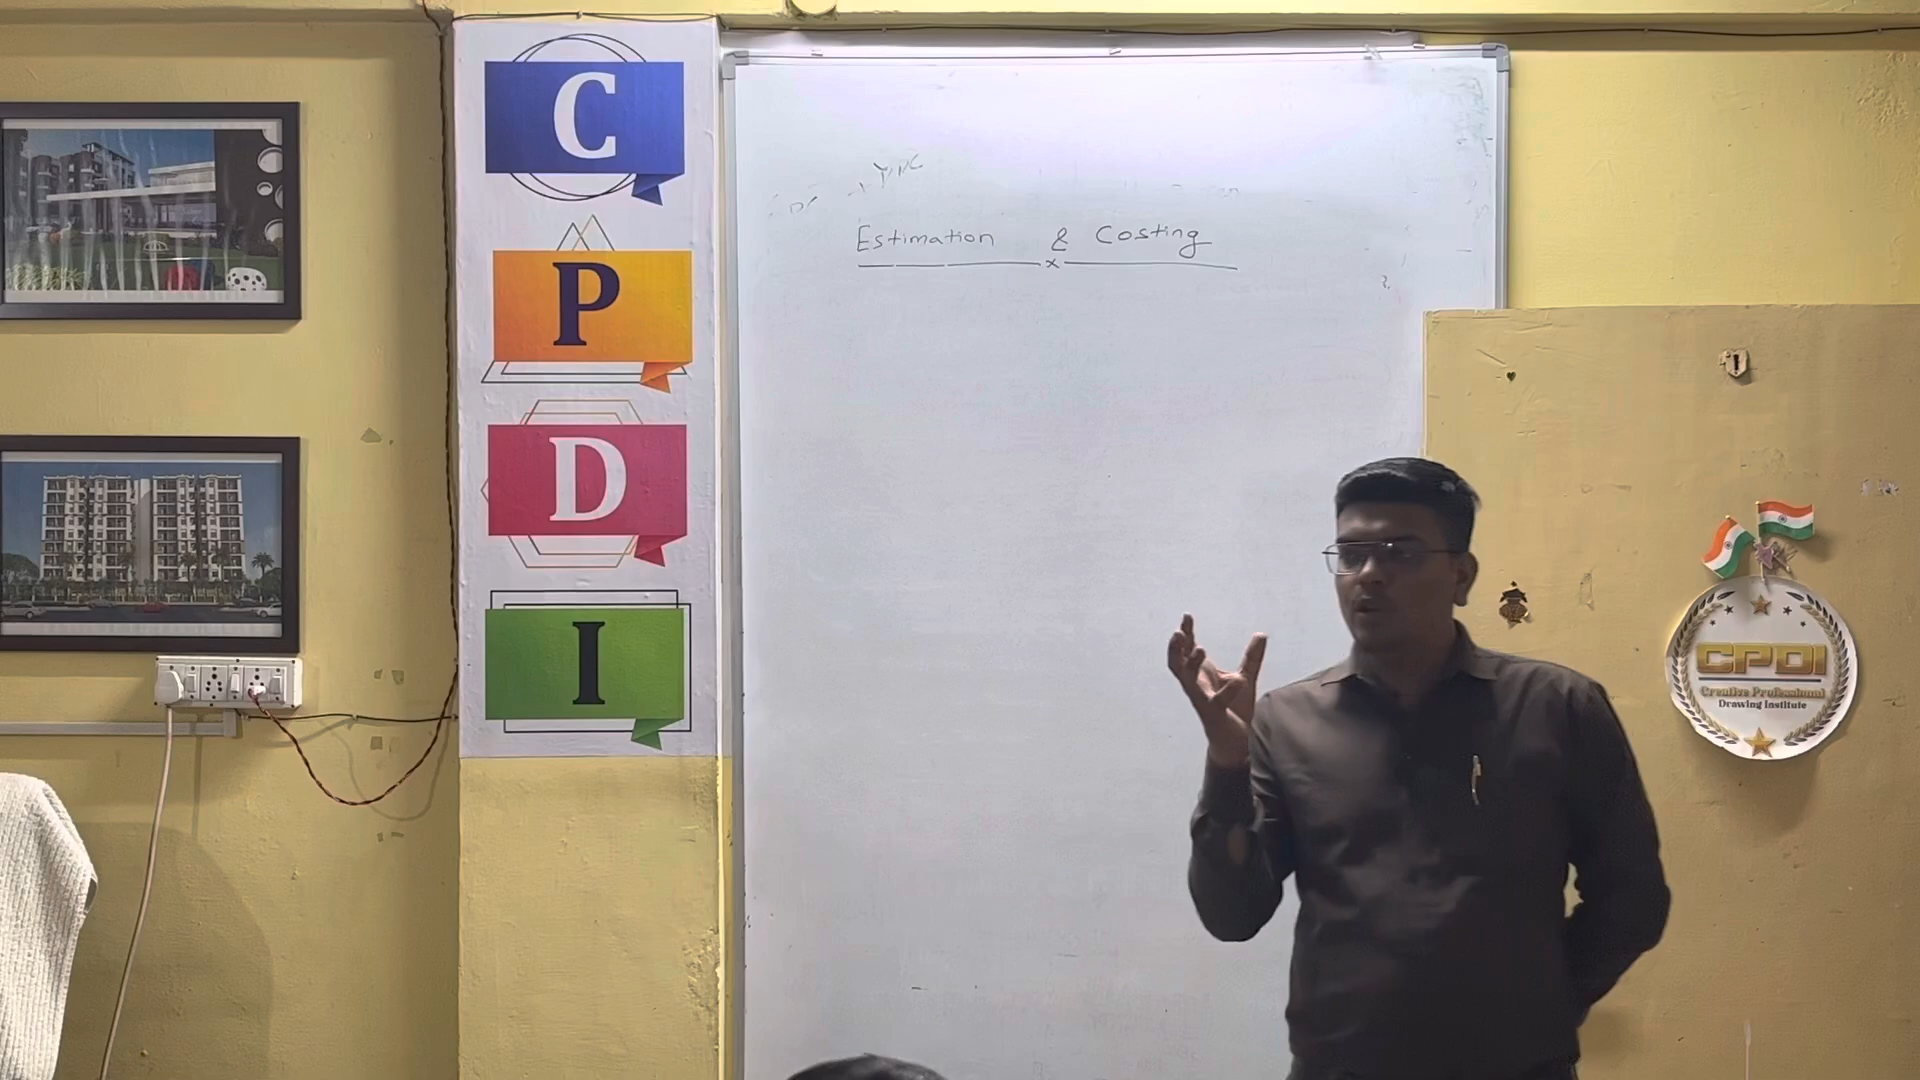 C
P
D
I
Estimation & Costing
x
CPDI
Creative Professional
Drawing Institute